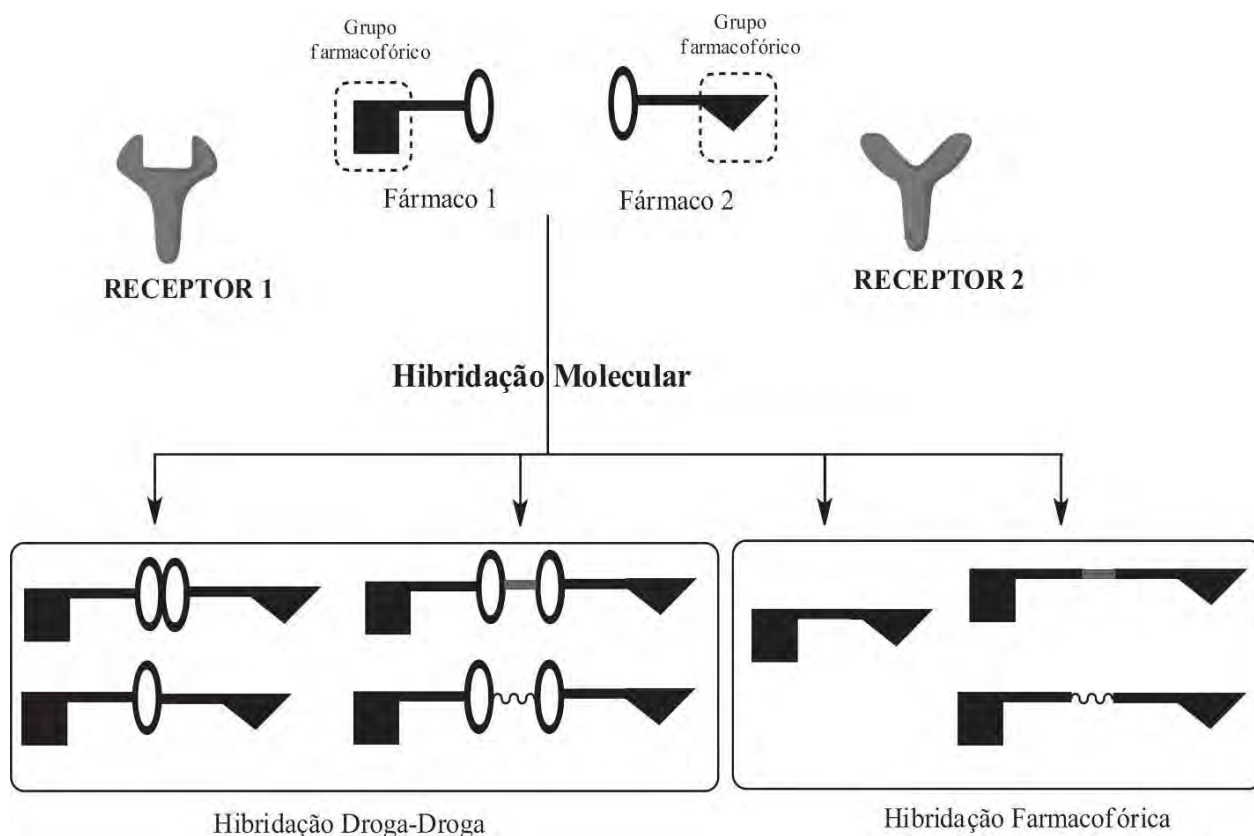 Grupo
farmacofórico
Grupo
farmacofórico
Fármaco 1
Fármaco 2
RECEPTOR 1
RECEPTOR 2
Hibridação Molecular
Hibridação Droga-Droga
Hibridação Farmacofórica